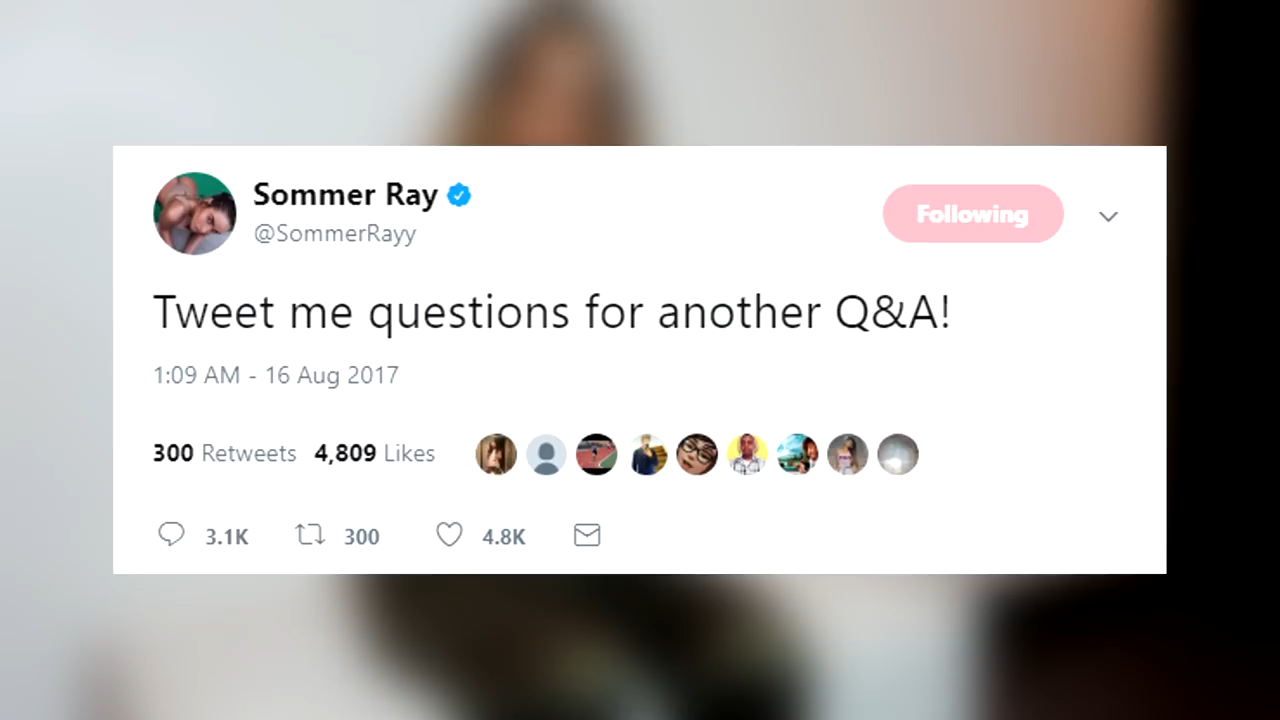 Sommer Ray
@SommerRayy
Following
Tweet me questions for another Q&A!
1:09 AM - 16 Aug 2017
300 Retweets 4,809 Likes
3.1K 300 4.8K